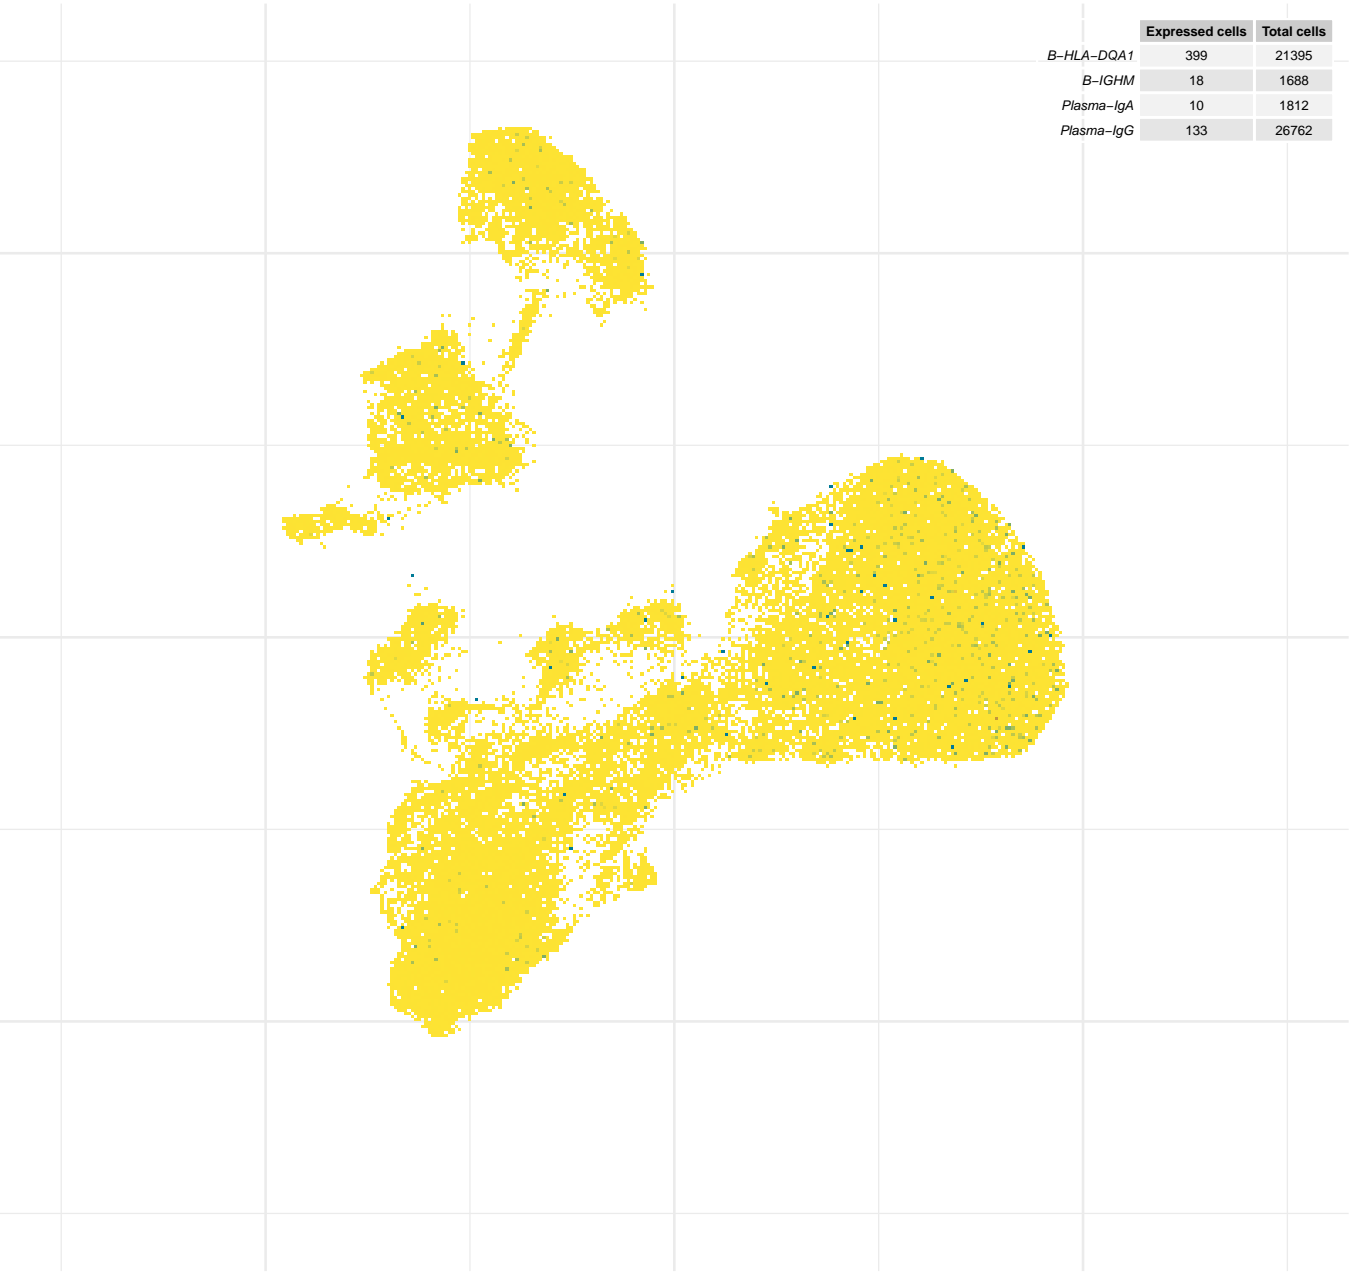 Expressed cells Total cells
B−HLA−DQA1 399 21395
B−IGHM 18 1688
Plasma−IgA 10 1812
Plasma−IgG 133 26762